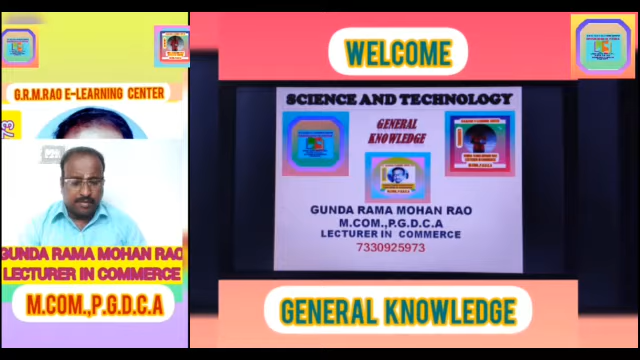 G.R.M.RAO E-LEARNING CENTER
GUNDA RAMA MOHAN RAO
LECTURER IN COMMERCE
M.COM.,P.G.D.C.A
WELCOME
SCIENCE AND TECHNOLOGY
GENERAL
KNOWLEDGE
GUNDA RAMA MOHAN RAO
M.COM.,P.G.D.C.A
LECTURER IN COMMERCE
7330925973
GENERAL KNOWLEDGE